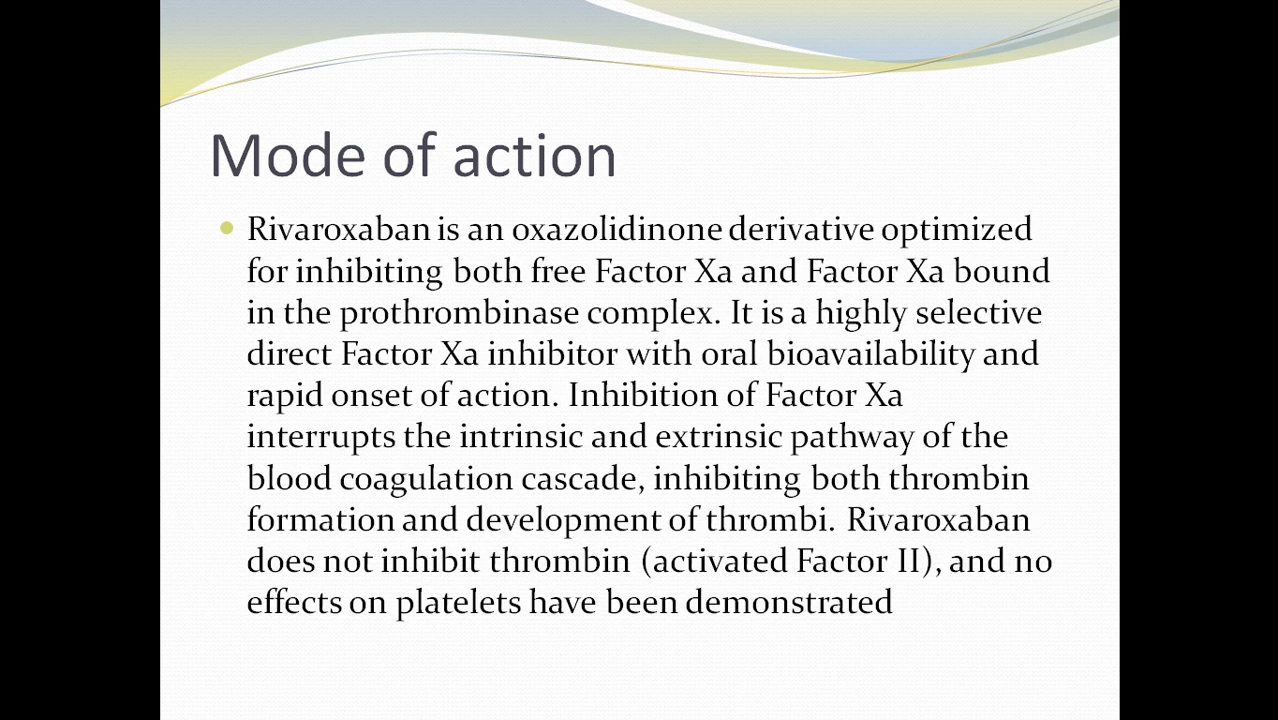 Mode of action
Rivaroxaban is an oxazolidinone derivative optimized
for inhibiting both free Factor Xa and Factor Xa bound
in the prothrombinase complex. It is a highly selective
direct Factor Xa inhibitor with oral bioavailability and
rapid onset of action. Inhibition of Factor Xa
interrupts the intrinsic and extrinsic pathway of the
blood coagulation cascade, inhibiting both thrombin
formation and development of thrombi. Rivaroxaban
does not inhibit thrombin (activated Factor II), and no
effects on platelets have been demonstrated